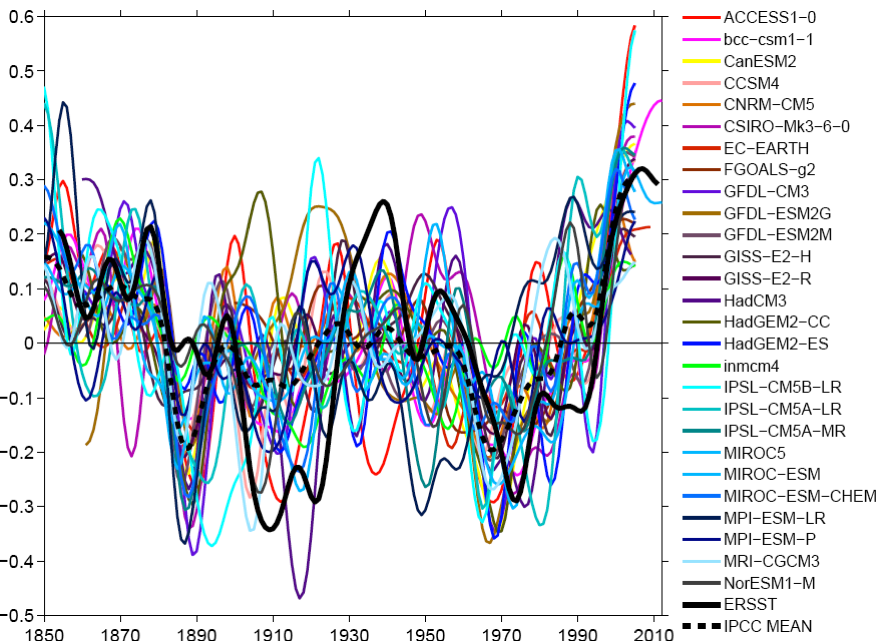 0.6
0.5
0.4
0.3
0.2
0.1
0
−0.1
−0.2
−0.3
−0.4
−0.5
1850 1870 1890 1910 1930 1950 1970 1990 2010
ACCESS1−0
bcc−csm1−1
CanESM2
CCSM4
CNRM−CM5
CSIRO−Mk3−6−0
EC−EARTH
FGOALS−g2
GFDL−CM3
GFDL−ESM2G
GFDL−ESM2M
GISS−E2−H
GISS−E2−R
HadCM3
HadGEM2−CC
HadGEM2−ES
inmcm4
IPSL−CM5B−LR
IPSL−CM5A−LR
IPSL−CM5A−MR
MIROC5
MIROC−ESM
MIROC−ESM−CHEM
MPI−ESM−LR
MPI−ESM−P
MRI−CGCM3
NorESM1−M
ERSST
IPCC MEAN